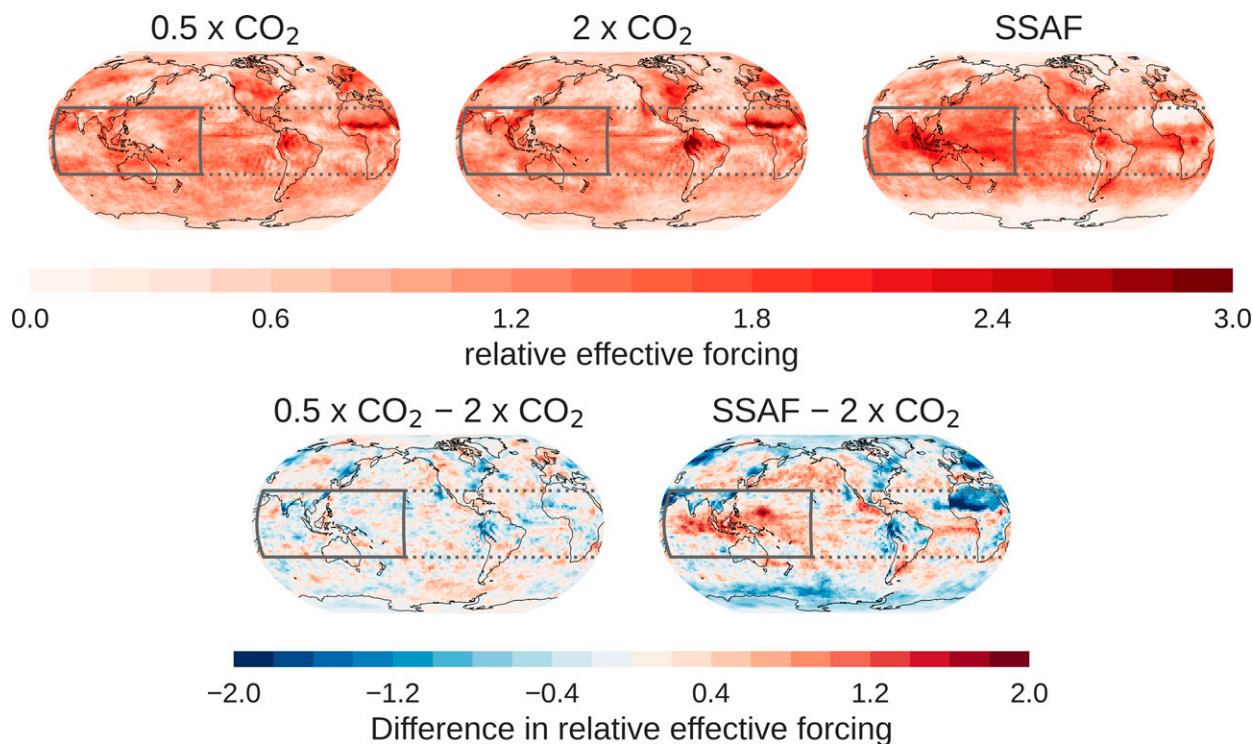 0.5 x CO₂ 2 x CO₂ SSAF
0.0 0.6 1.2 1.8 2.4 3.0
relative effective forcing
0.5 x CO₂ − 2 x CO₂ SSAF − 2 x CO₂
−2.0 −1.2 −0.4 0.4 1.2 2.0
Difference in relative effective forcing